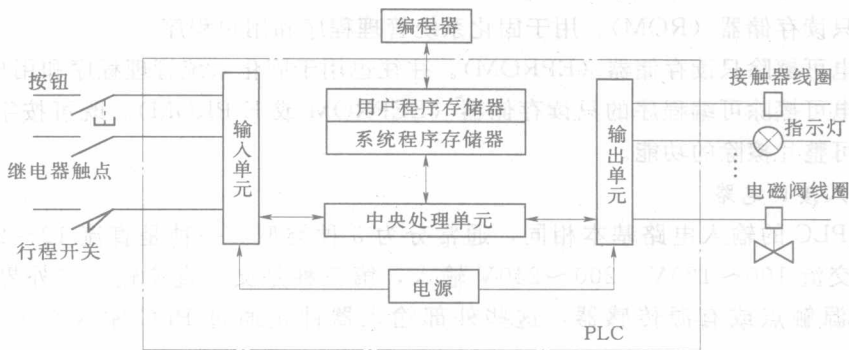 编程器
按钮
接触器线圈
用户程序存储器
系统程序存储器
输入单元
输出单元
指示灯
继电器触点
电磁阀线圈
中央处理单元
行程开关
电源
PLC